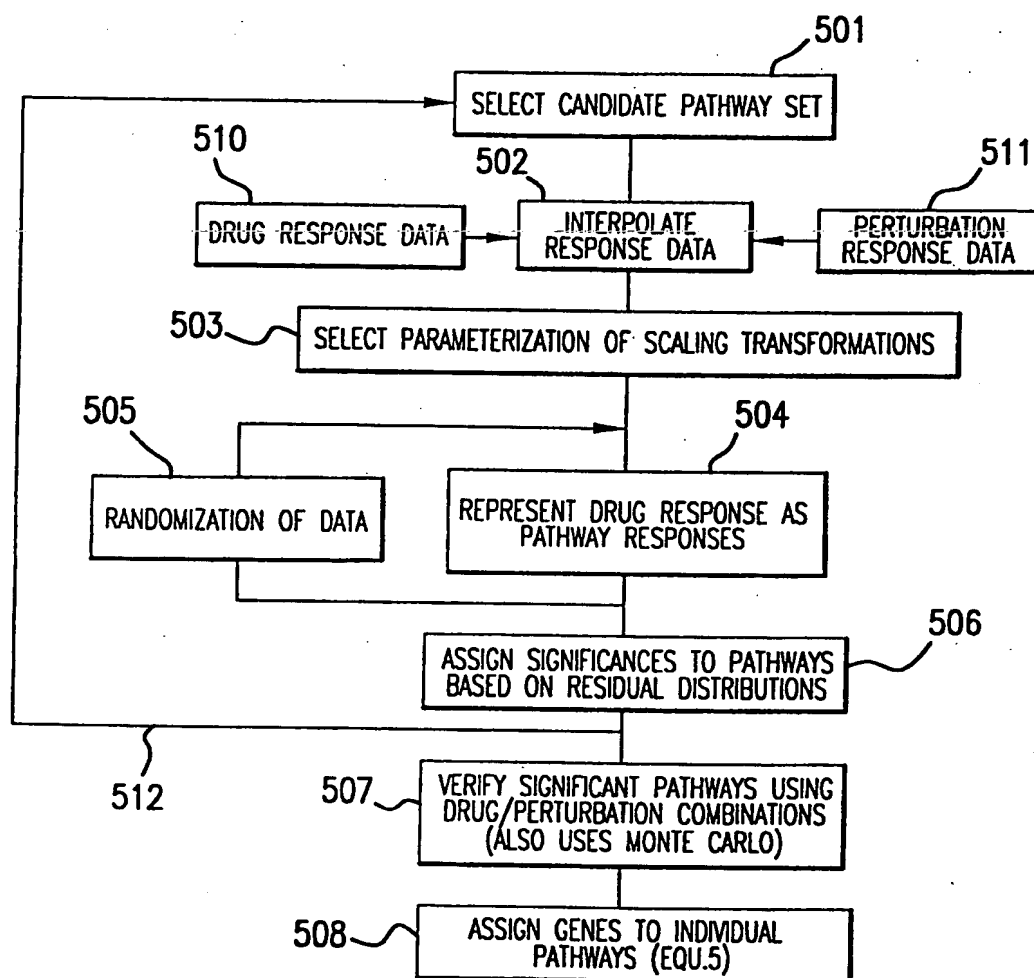 501
SELECT CANDIDATE PATHWAY SET
510
502
511
DRUG RESPONSE DATA
INTERPOLATE
RESPONSE DATA
PERTURBATION
RESPONSE DATA
503
SELECT PARAMETERIZATION OF SCALING TRANSFORMATIONS
505
504
RANDOMIZATION OF DATA
REPRESENT DRUG RESPONSE AS
PATHWAY RESPONSES
506
ASSIGN SIGNIFICANCES TO PATHWAYS
BASED ON RESIDUAL DISTRIBUTIONS
512
507
VERIFY SIGNIFICANT PATHWAYS USING
DRUG/PERTURBATION COMBINATIONS
(ALSO USES MONTE CARLO)
508
ASSIGN GENES TO INDIVIDUAL
PATHWAYS (EQU.5)